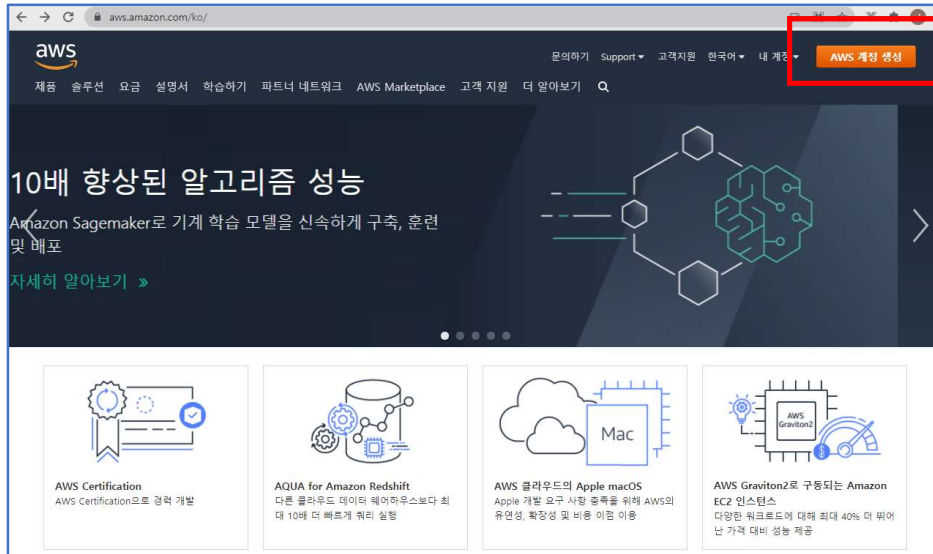 aws.amazon.com/ko/
aws
문의하기 Support 고객지원 한국어 내 계정 AWS 계정 생성
제품 솔루션 요금 설명서 학습하기 파트너 네트워크 AWS Marketplace 고객 지원 더 알아보기
10배 향상된 알고리즘 성능
Amazon Sagemaker로 기계 학습 모델을 신속하게 구축, 훈련
및 배포
자세히 알아보기 »
Mac
AWS
Graviton2
AWS Certification
AWS Certification으로 경력 개발
AQUA for Amazon Redshift
다른 클라우드 데이터 웨어하우스보다 최
대 10배 더 빠르게 쿼리 실행
AWS 클라우드의 Apple macOS
Apple 개발 요구 사항 충족을 위해 AWS의
유연성, 확장성 및 비용 이점 이용
AWS Graviton2로 구동되는 Amazon
EC2 인스턴스
다양한 워크로드에 대해 최대 40% 더 뛰어
난 가격 대비 성능 제공